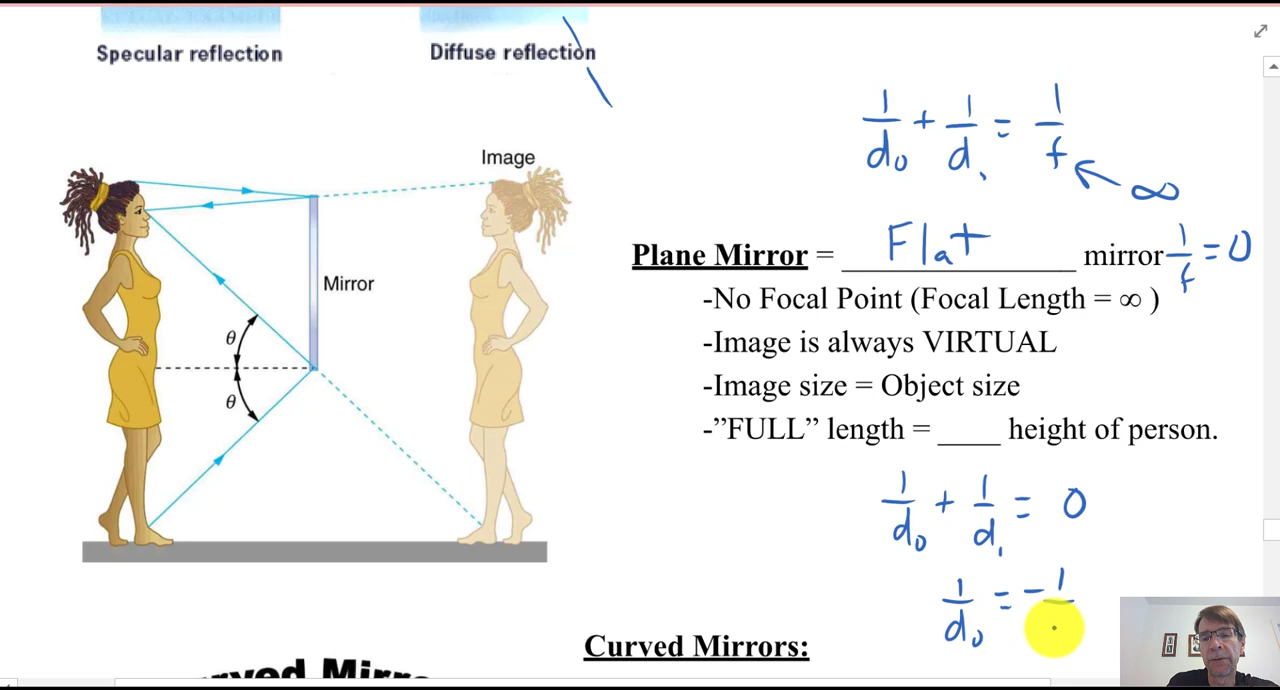 Specular reflection
Diffuse reflection
1/d₀ + 1/dᵢ = 1/f
∞
Image
Plane Mirror = Flat mirror
1/f = 0
Mirror
-No Focal Point (Focal Length = ∞ )
θ
-Image is always VIRTUAL
-Image size = Object size
θ
-”FULL” length = ____ height of person.
1/d₀ + 1/dᵢ = 0
1/d₀ = -1
Curved Mirrors: